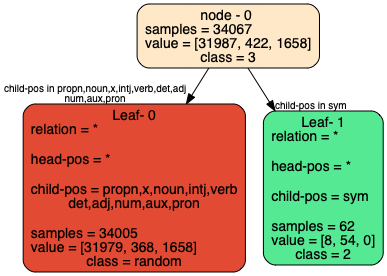 node - 0
samples = 34067
value = [31987, 422, 1658]
class = 3
child-pos in propn,noun,x,intj,verb,det,adj
num,aux,pron
child-pos in sym
Leaf- 0
relation = *
head-pos = *
child-pos = propn,x,noun,intj,verb
det,adj,num,aux,pron
samples = 34005
value = [31979, 368, 1658]
class = random
Leaf- 1
relation = *
head-pos = *
child-pos = sym
samples = 62
value = [8, 54, 0]
class = 2